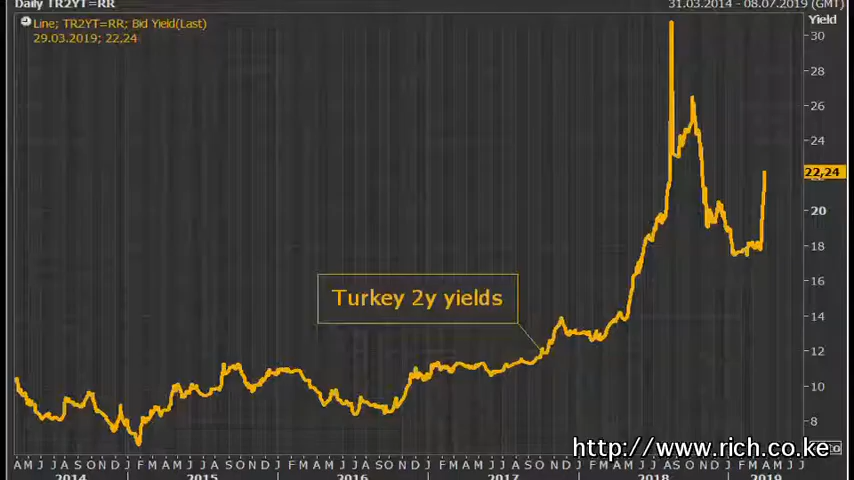 Daily TR2YT=RR 31.03.2014 - 08.07.2019 (GMT)
Line; TR2YT=RR; Bid Yield(Last)
29.03.2019; 22,24
Yield
30
28
26
24
22,24
20
18
16
Turkey 2y yields
14
12
10
8
http://www.rich.co.ke
A M J J A S O N D J F M A M J J A S O N D J F M A M J J A S O N D J F M A M J J A S O N D J F M A M J J A S O N D J F M A M J J
2014 2015 2016 2017 2018 2019